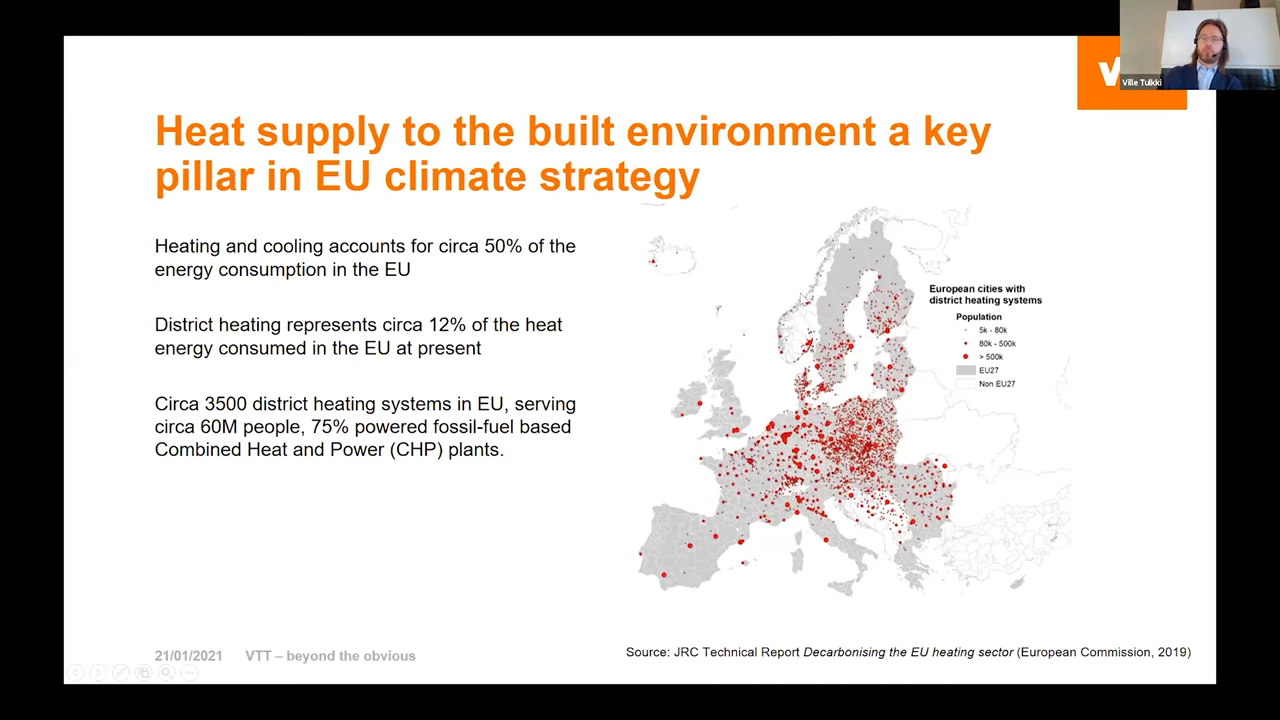 Ville Tulkki
Heat supply to the built environment a key
pillar in EU climate strategy
Heating and cooling accounts for circa 50% of the
energy consumption in the EU
District heating represents circa 12% of the heat
energy consumed in the EU at present
Circa 3500 district heating systems in EU, serving
circa 60M people, 75% powered fossil-fuel based
Combined Heat and Power (CHP) plants.
European cities with
district heating systems
Population
5k - 80k
80k - 500k
> 500k
EU27
Non EU27
Source: JRC Technical Report Decarbonising the EU heating sector (European Commission, 2019)
21/01/2021 VTT – beyond the obvious